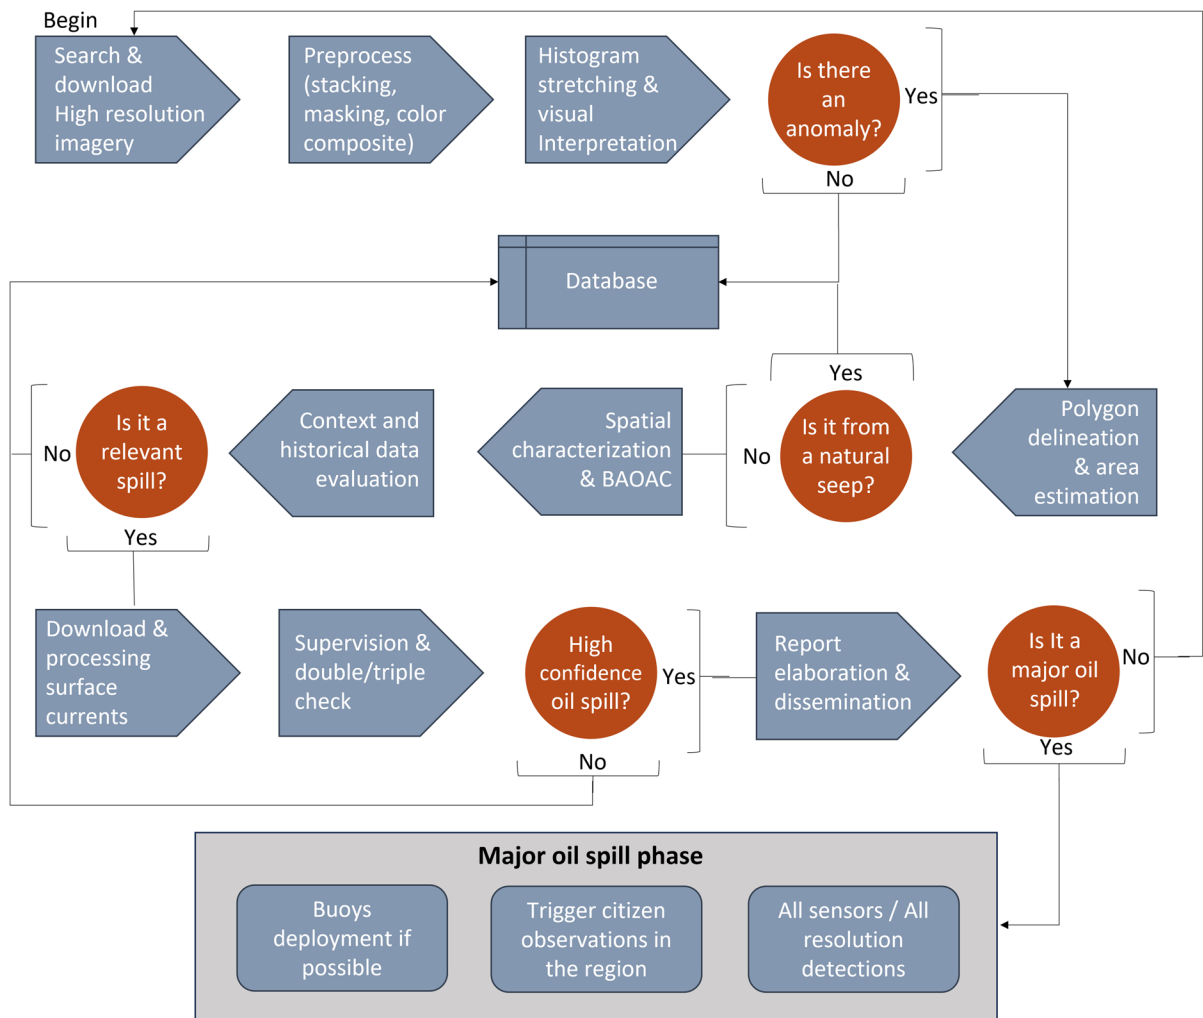 Begin
Search &
download
High resolution
imagery
Preprocess
(stacking,
masking, color
composite)
Histogram
stretching &
visual
Interpretation
Is there
an
anomaly?
Yes
No
Database
Yes
Is it a
relevant
spill?
No
Yes
Context and
historical data
evaluation
Spatial
characterization
& BAOAC
No
Is it from
a natural
seep?
Polygon
delineation
& area
estimation
Download &
processing
surface
currents
Supervision &
double/triple
check
High
confidence
oil spill?
Yes
No
Report
elaboration &
dissemination
Is It a
major oil
spill?
No
Yes
Major oil spill phase
Buoys
deployment if
possible
Trigger citizen
observations in
the region
All sensors / All
resolution
detections